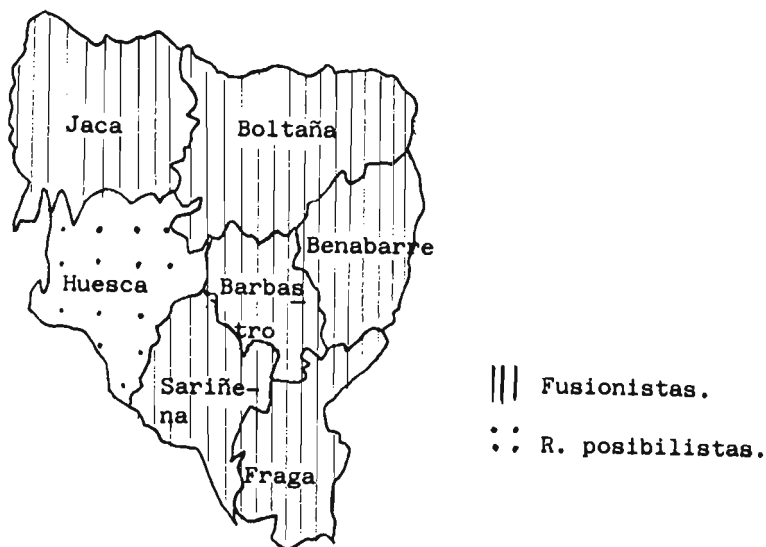 Jaca
Boltaña
Benabarre
Huesca
Barbas
tro
Sariñe-
na
Fraga
Fusionistas.
R. posibilistas.